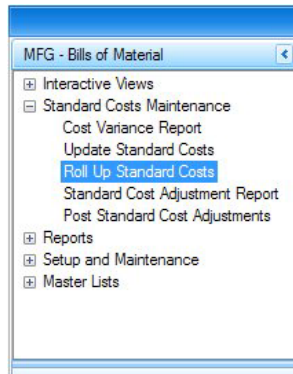 MFG - Bills of Material
Interactive Views
Standard Costs Maintenance
Cost Variance Report
Update Standard Costs
Roll Up Standard Costs
Standard Cost Adjustment Report
Post Standard Cost Adjustments
Reports
Setup and Maintenance
Master Lists